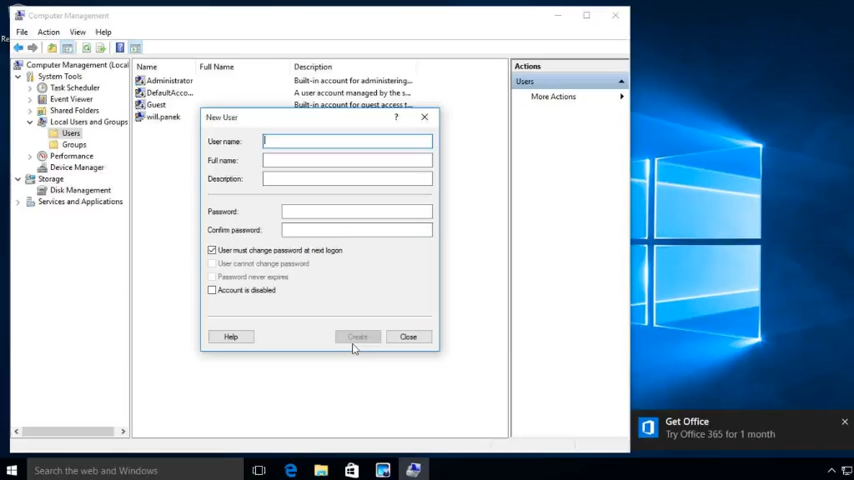 Computer Management
File Action View Help
Computer Management (Local
System Tools
Task Scheduler
Event Viewer
Shared Folders
Local Users and Groups
Users
Groups
Performance
Device Manager
Storage
Disk Management
Services and Applications
Name Full Name Description
Administrator Built-in account for administering...
DefaultAcco... A user account managed by the s...
Guest Built-in account for guest access t...
will.panek
Actions
Users
More Actions
New User
User name:
Full name:
Description:
Password:
Confirm password:
User must change password at next logon
User cannot change password
Password never expires
Account is disabled
Help Create Close
Get Office
Try Office 365 for 1 month
Search the web and Windows